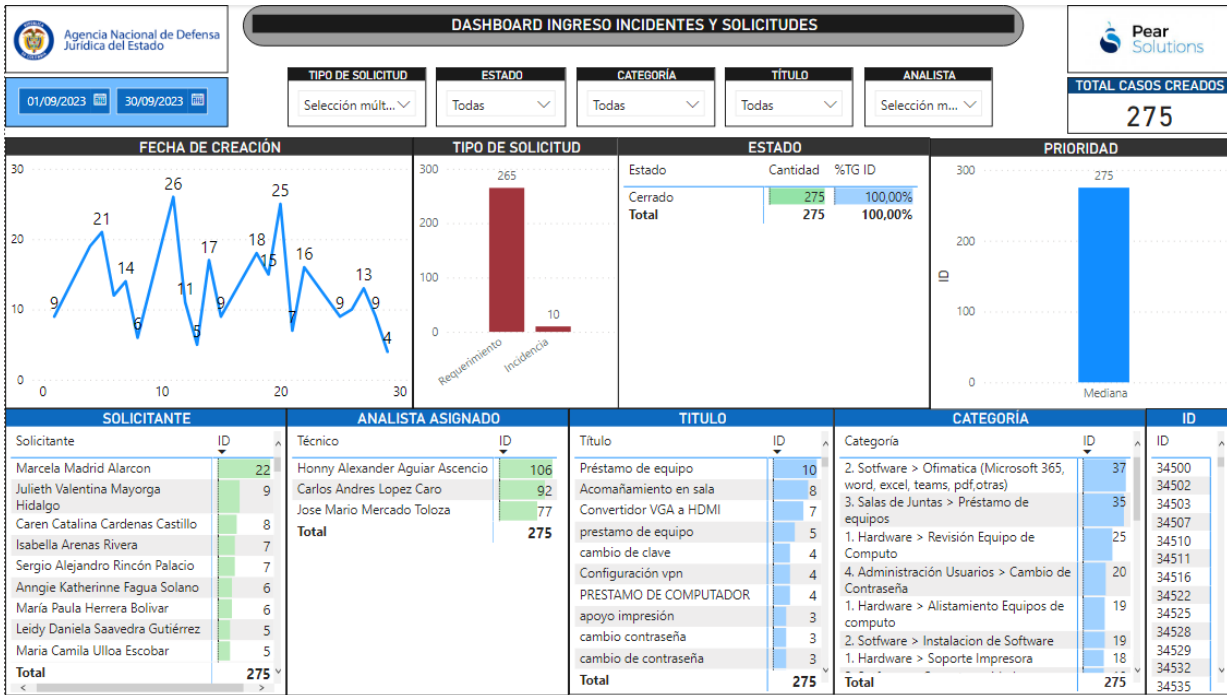 Agencia Nacional de Defensa
Jurídica del Estado
DASHBOARD INGRESO INCIDENTES Y SOLICITUDES
Pear
Solutions
01/09/2023
30/09/2023
TIPO DE SOLICITUD
Selección múlt...
ESTADO
Todas
CATEGORÍA
Todas
TÍTULO
Todas
ANALISTA
Selección m...
TOTAL CASOS CREADOS
275
FECHA DE CREACIÓN
30
20
10
0
9
21
14
6
26
11
5
17
9
18
15
25
7
16
9
13
9
4
0
10
20
30
TIPO DE SOLICITUD
300
200
100
0
265
10
Requerimiento
Incidencia
ESTADO
Estado Cantidad %TG ID
Cerrado 275 100,00%
Total 275 100,00%
PRIORIDAD
ID
300
200
100
0
275
Mediana
SOLICITANTE
Solicitante ID
Marcela Madrid Alarcon 22
Julieth Valentina Mayorga 9
Hidalgo
Caren Catalina Cardenas Castillo 8
Isabella Arenas Rivera 7
Sergio Alejandro Rincón Palacio 7
Anngie Katherinne Fagua Solano 6
María Paula Herrera Bolivar 6
Leidy Daniela Saavedra Gutiérrez 5
Maria Camila Ulloa Escobar 5
Total 275
ANALISTA ASIGNADO
Técnico ID
Honny Alexander Aguiar Ascencio 106
Carlos Andres Lopez Caro 92
Jose Mario Mercado Toloza 77
Total 275
TITULO
Título ID
Préstamo de equipo 10
Acomañamiento en sala 8
Convertidor VGA a HDMI 7
prestamo de equipo 5
cambio de clave 4
Configuración vpn 4
PRESTAMO DE COMPUTADOR 4
apoyo impresión 3
cambio contraseña 3
cambio de contraseña 3
Total 275
CATEGORÍA
Categoría ID
2. Sotfware > Ofimatica (Microsoft 365, 37
word, excel, teams, pdf,otras)
3. Salas de Juntas > Préstamo de 35
equipos
1. Hardware > Revisión Equipo de 25
Computo
4. Administración Usuarios > Cambio de 20
Contraseña
1. Hardware > Alistamiento Equipos de 19
computo
2. Sotfware > Instalacion de Software 19
1. Hardware > Soporte Impresora 18
Total 275
ID
ID
34500
34502
34503
34507
34510
34511
34516
34522
34525
34528
34529
34532
34535